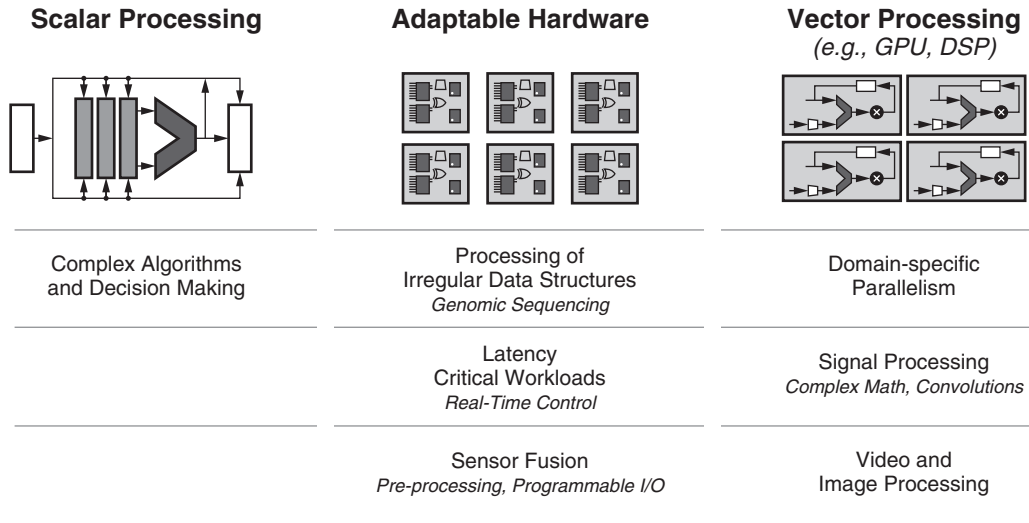 Scalar Processing
Adaptable Hardware
Vector Processing
(e.g., GPU, DSP)
Complex Algorithms
and Decision Making
Processing of
Irregular Data Structures
Genomic Sequencing
Domain-specific
Parallelism
Latency
Critical Workloads
Real-Time Control
Signal Processing
Complex Math, Convolutions
Sensor Fusion
Pre-processing, Programmable I/O
Video and
Image Processing